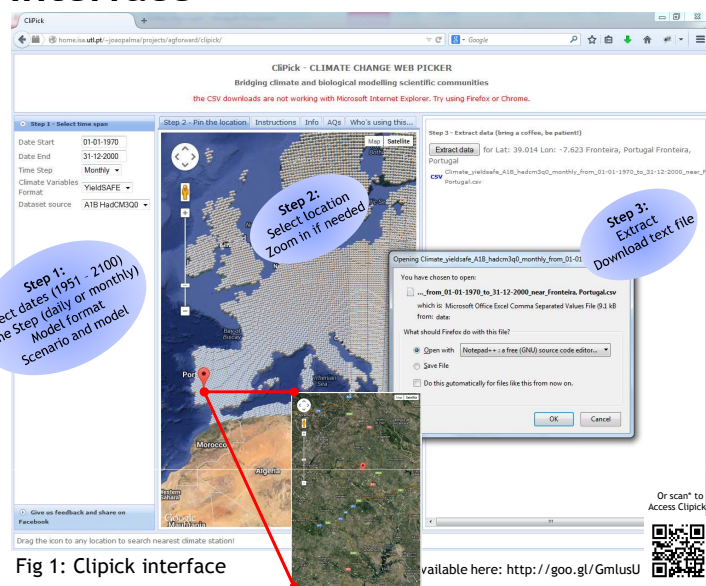 CliPick
home.isa.utl.pt/~joaopalma/projects/agforward/clipick/
Google
CliPick - CLIMATE CHANGE WEB PICKER
Bridging climate and biological modelling scientific communities
the CSV downloads are not working with Microsoft Internet Explorer. Try using Firefox or Chrome.
Step 1 - Select time span
Date Start 01-01-1970
Date End 31-12-2000
Time Step Monthly
Climate Variables Format YieldSAFE
Dataset source A1B HadCM3Q0
Step 2 - Pin the location Instructions Info AQs Who's using this...
Map Satellite
Step 2:
Select location
Zoom in if needed
Bay of
Biscay
Morocco
Algeria
Western
Sahara
Mauritania
Google
Step 3 - Extract data (bring a coffee, be patient!)
Extract data for Lat: 39.014 Lon: -7.623 Fronteira, Portugal Fronteira,
Portugal
CSV Climate_yieldsafe_A1B_hadcm3q0_monthly_from_01-01-1970_to_31-12-2000_near_F
Portugal.csv
Step 3:
Extract
Download text file
Step 1:
ect dates (1951 - 2100)
e Step (daily or monthly)
Model format
Scenario and model
Opening Climate_yieldsafe_A1B_hadcm3q0_monthly_from_01-01
You have chosen to open:
..._from_01-01-1970_to_31-12-2000_near_Fronteira, Portugal.csv
which is: Microsoft Office Excel Comma Separated Values File (9.1 kB
from: data:
What should Firefox do with this file?
Open with Notepad++ : a free (GNU) source code editor...
Save File
Do this automatically for files like this from now on.
OK Cancel
Map Satellite
Give us feedback and share on
Facebook
Drag the icon to any location to search nearest climate station!
Or scan* to
Access Clipick
Fig 1: Clipick interface
vailable here: http://goo.gl/GmlusU